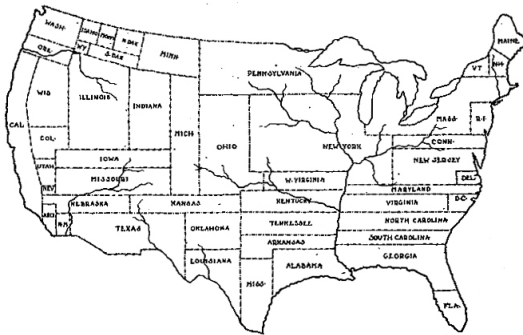 WASH.
IDAHO
MONT.
N.DAK
S.DAK
WY
MINN
ORE.
WIS
ILLINOIS
INDIANA
MICH
OHIO
PENNSYLVANIA
NEW YORK
VT
N.H.
MAINE
MASS.
R.I.
CONN.
NEW JERSEY
DEL.
MARYLAND
D.C.
CAL
COL.
UTAH
NEV
IOWA
MISSOURI
NEBRASKA
KANSAS
W.VIRGINIA
KENTUCKY
VIRGINIA
ARIZ.
N.M.
TEXAS
OKLAHOMA
TENNESSEE
NORTH CAROLINA
ARKANSAS
SOUTH CAROLINA
LOUISIANA
MISS.
ALABAMA
GEORGIA
FLA.